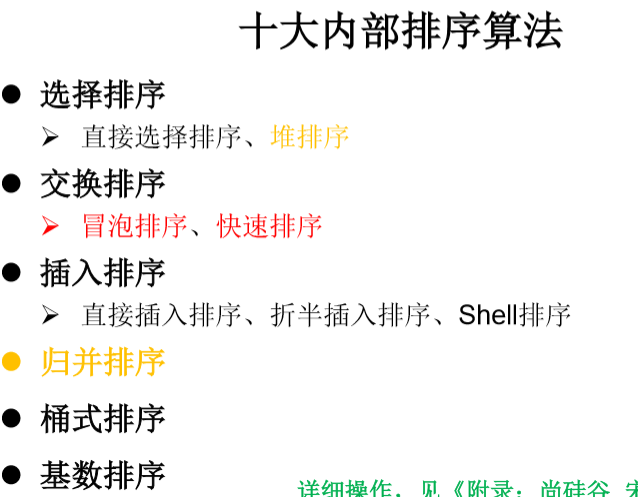 十大内部排序算法
选择排序
直接选择排序、堆排序
交换排序
冒泡排序、快速排序
插入排序
直接插入排序、折半插入排序、Shell排序
归并排序
桶式排序
基数排序
详细操作，见《附录：尚硅谷